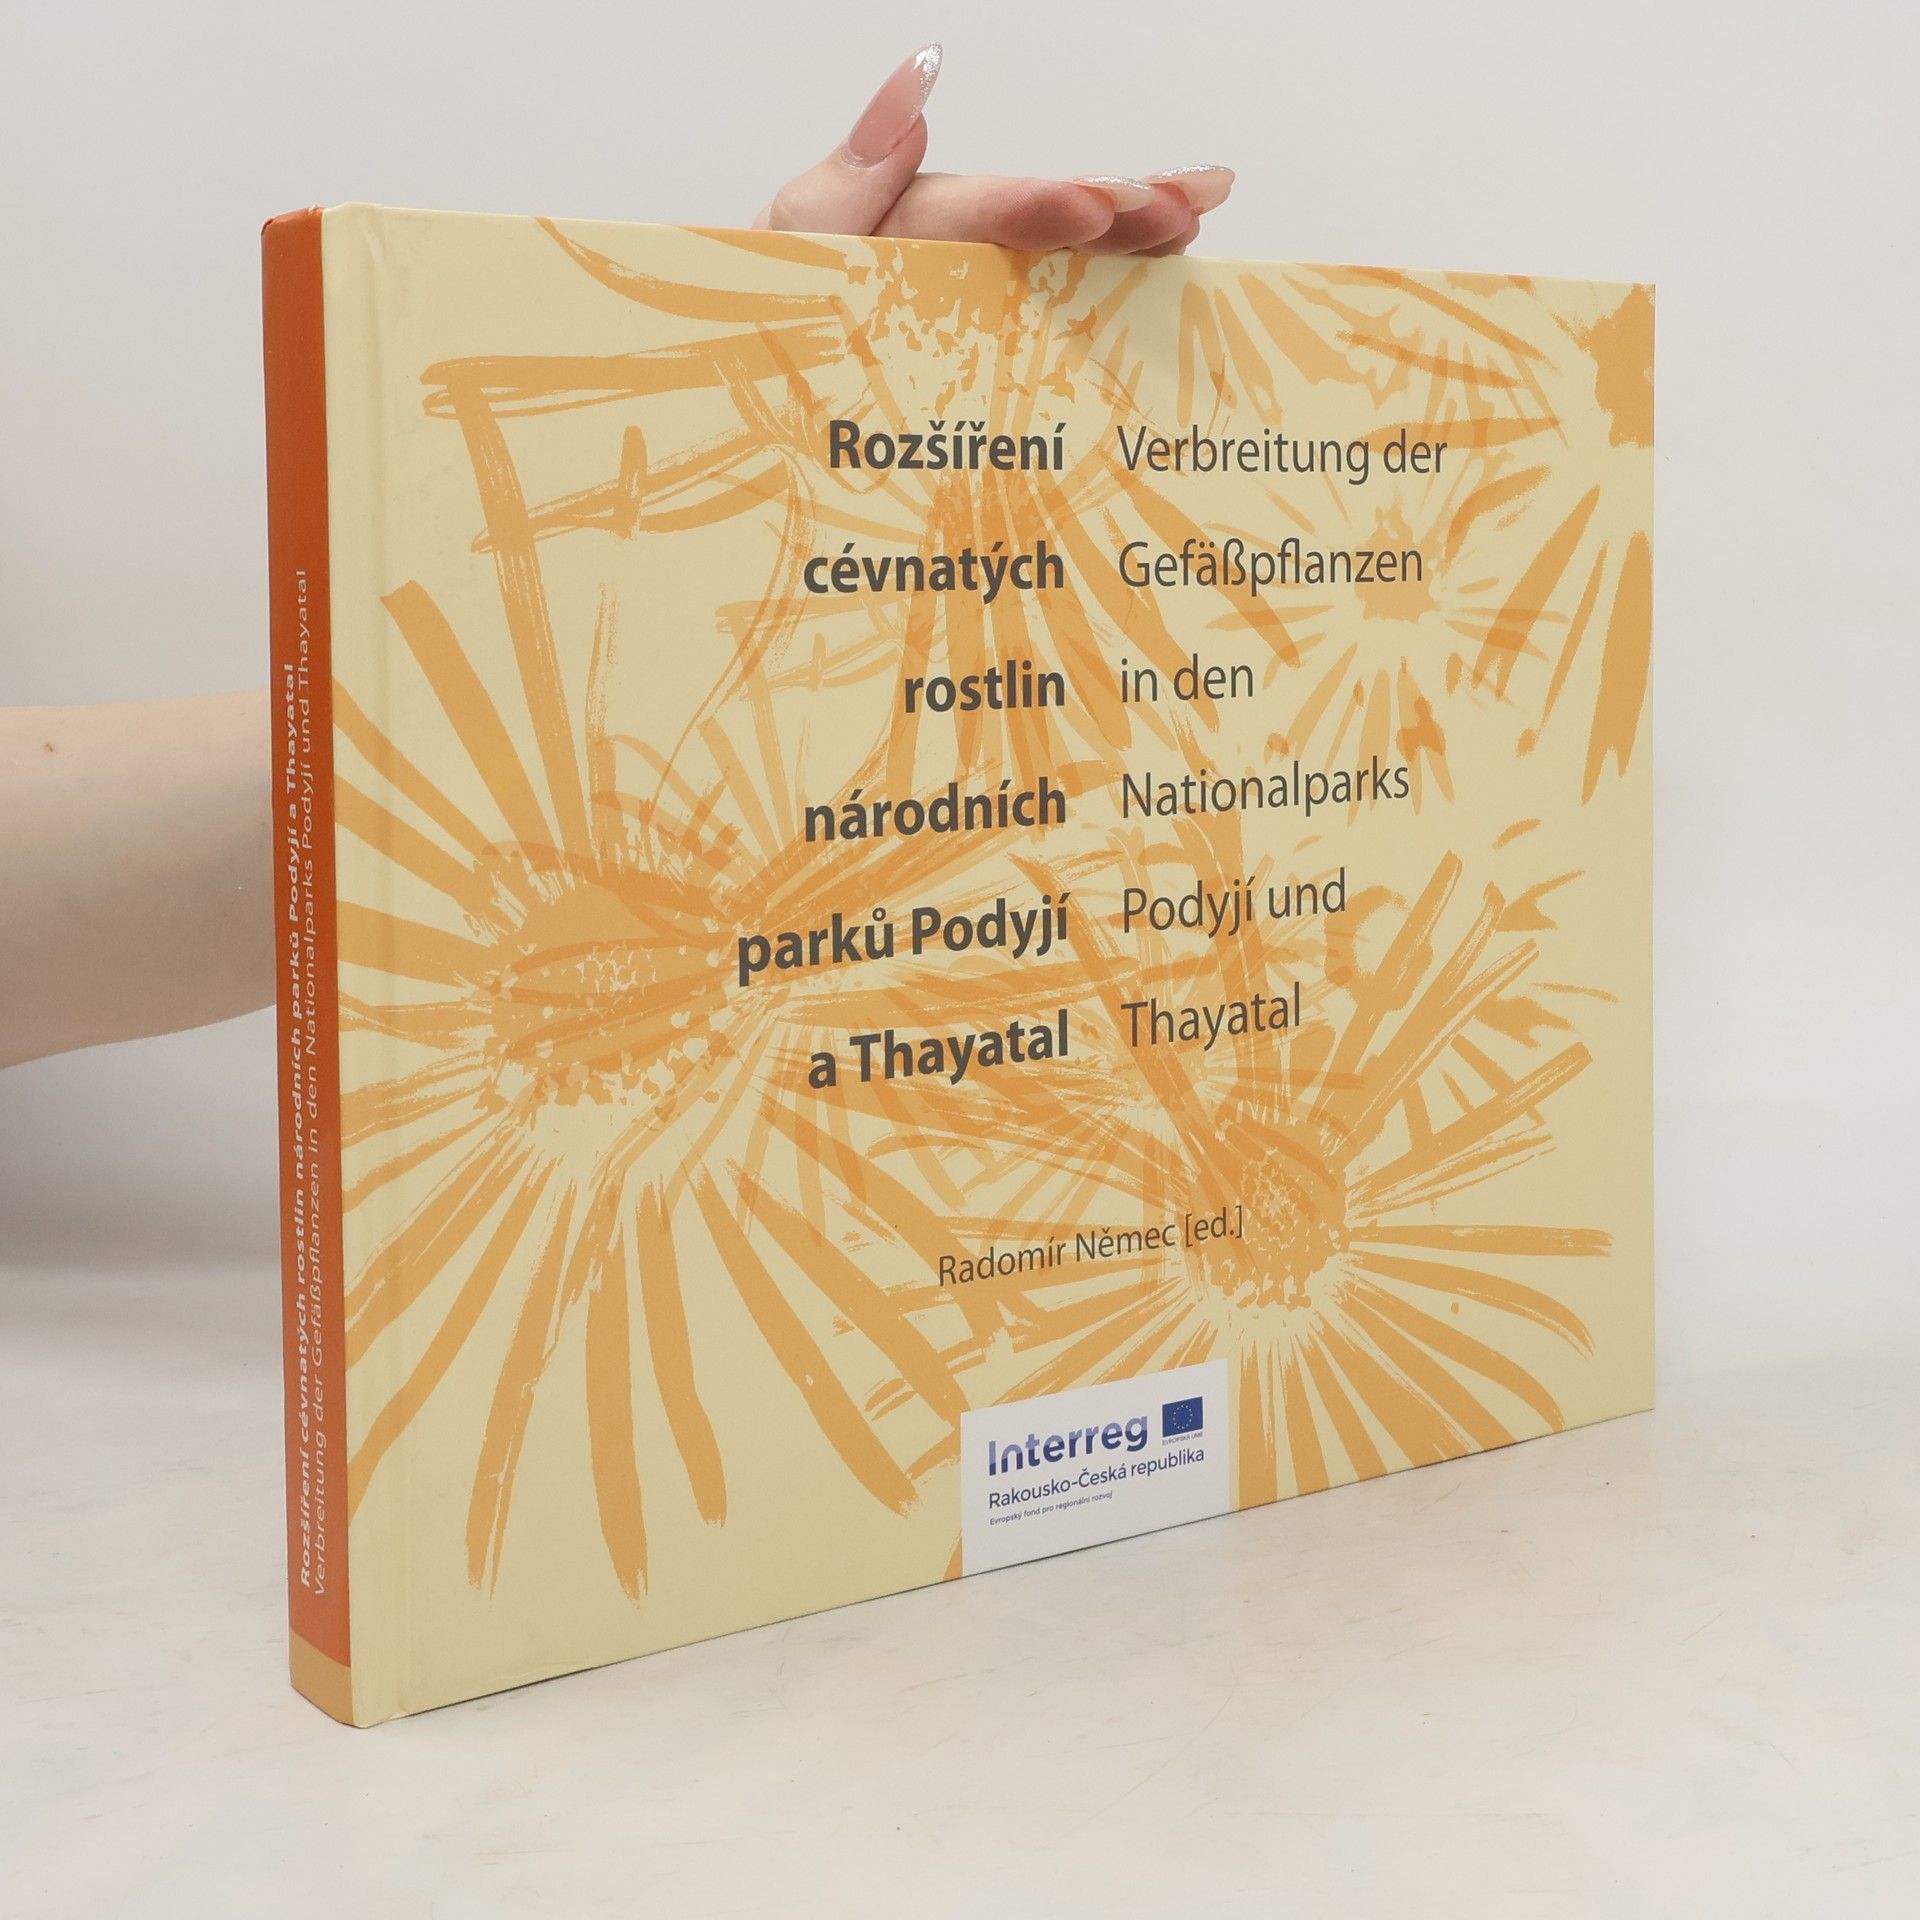 Rozšíření
cévnatých
rostlin
národních
parků Podyjí
a Thayatal
Verbreitung der
Gefäßpflanzen
in den
Nationalparks
Podyjí und
Thayatal
Radomír Němec [ed.]
Interreg
EVROPSKÁ UNIE
Rakousko-Česká republika
Evropský fond pro regionální rozvoj
Rozšíření cévnatých rostlin národních parků Podyjí a Thayatal
Verbreitung der Gefäßpflanzen in den Nationalparks Podyjí und Thayatal